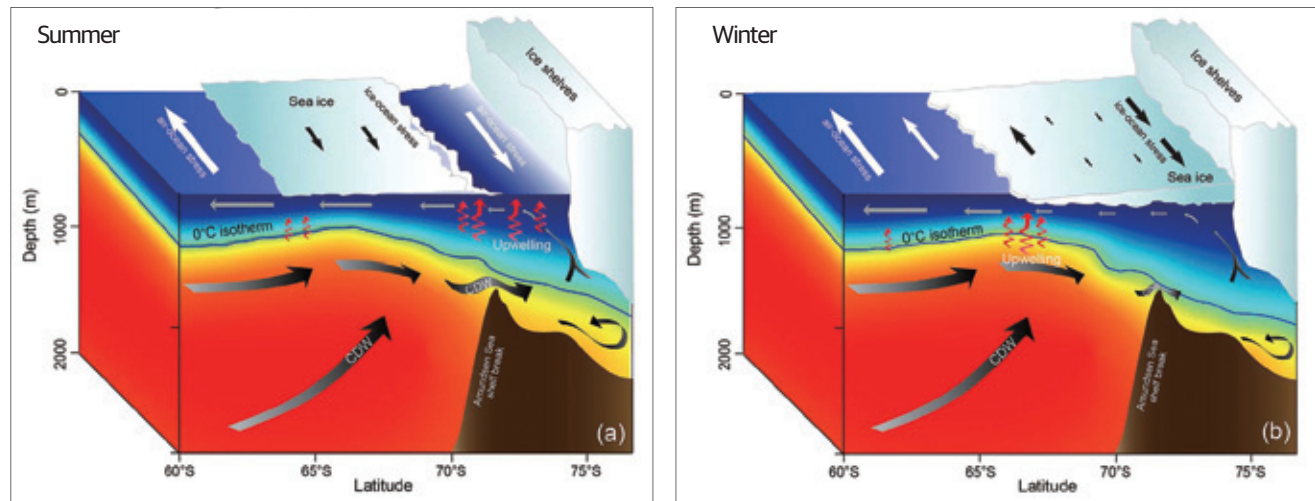 Summer
Ice shelves
Sea ice
ice-ocean stress
air-ocean stress
air-ocean stress
0
1000
2000
Depth (m)
0°C isotherm
Upwelling
CDW
CDW
Amundsen Sea
shelf break
(a)
60°S
65°S
70°S
75°S
Latitude
Winter
Ice shelves
ice-ocean stress
Sea ice
air-ocean stress
0
1000
2000
Depth (m)
0°C isotherm
Upwelling
CDW
Amundsen Sea
shelf break
(b)
60°S
65°S
70°S
75°S
Latitude